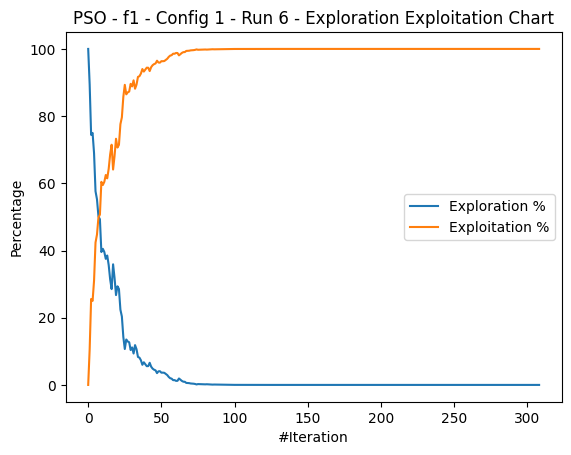 PSO - f1 - Config 1 - Run 6 - Exploration Exploitation Chart
100
80
60
40
20
0
Percentage
Exploration %
Exploitation %
0 50 100 150 200 250 300
#Iteration